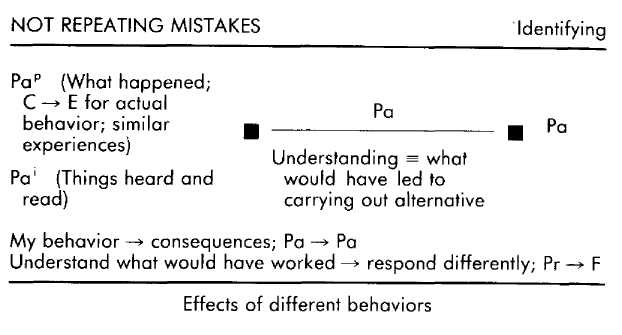 NOT REPEATING MISTAKES Identifying
Paᵖ (What happened;
C → E for actual
behavior; similar
experiences)
Paⁱ (Things heard and
read)
Pa
Understanding ≡ what
would have led to
carrying out alternative
Pa
My behavior → consequences; Pa → Pa
Understand what would have worked → respond differently; Pr → F
Effects of different behaviors